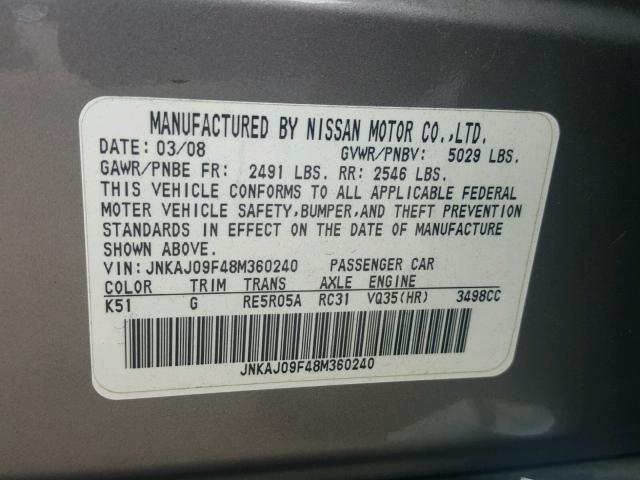 MANUFACTURED BY NISSAN MOTOR CO.,LTD.
DATE: 03/08 GVWR/PNBV: 5029 LBS.
GAWR/PNBE FR: 2491 LBS. RR: 2546 LBS.
THIS VEHICLE CONFORMS TO ALL APPLICABLE FEDERAL
MOTOR VEHICLE SAFETY,BUMPER,AND THEFT PREVENTION
STANDARDS IN EFFECT ON THE DATE OF MANUFACTURE
SHOWN ABOVE.
VIN: JNKAJ09F48M360240 PASSENGER CAR
COLOR TRIM TRANS AXLE ENGINE
K51 G RE5R05A RC31 VQ35(HR) 3498CC
JNKAJ09F48M360240